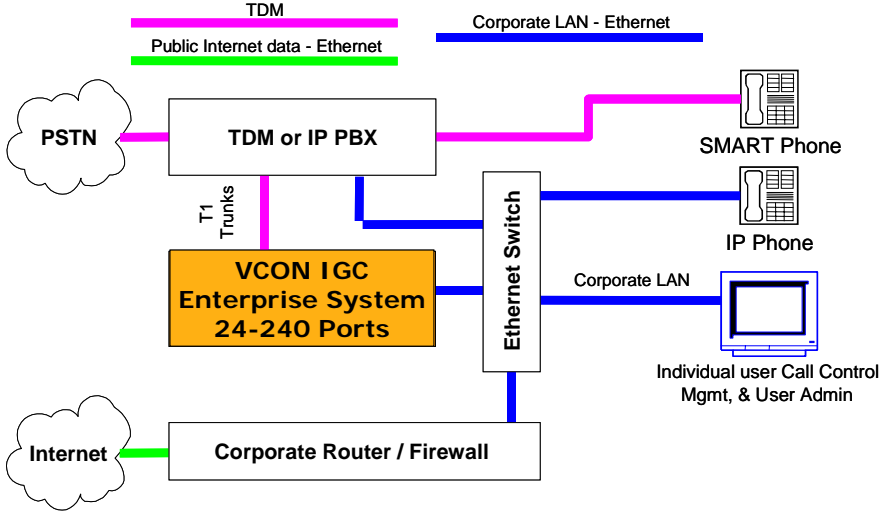 TDM
Corporate LAN - Ethernet
Public Internet data - Ethernet
PSTN
TDM or IP PBX
SMART Phone
T1
Trunks
IP Phone
Ethernet Switch
VCON IGC
Enterprise System
24-240 Ports
Corporate LAN
Individual user Call Control
Mgmt, & User Admin
Internet
Corporate Router / Firewall